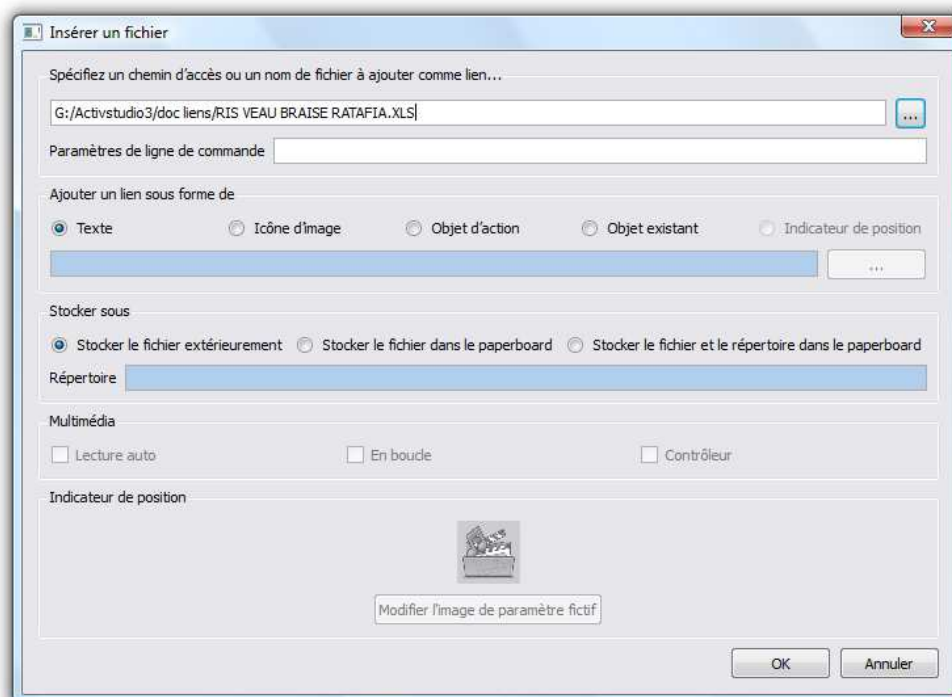 Insérer un fichier
Spécifiez un chemin d'accès ou un nom de fichier à ajouter comme lien...
G:/Activstudio3/doc liens/RIS VEAU BRAISE RATAFIA.XLS
...
Paramètres de ligne de commande
Ajouter un lien sous forme de
Texte Icône d'image Objet d'action Objet existant Indicateur de position
...
Stocker sous
Stocker le fichier extérieurement Stocker le fichier dans le paperboard Stocker le fichier et le répertoire dans le paperboard
Répertoire
Multimédia
Lecture auto En boucle Contrôleur
Indicateur de position
Modifier l'image de paramètre fictif
OK Annuler